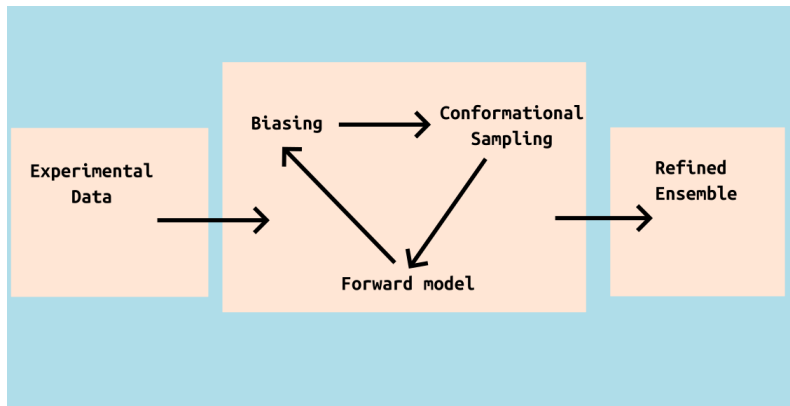 Experimental
Data
Biasing
Conformational
Sampling
Forward model
Refined
Ensemble